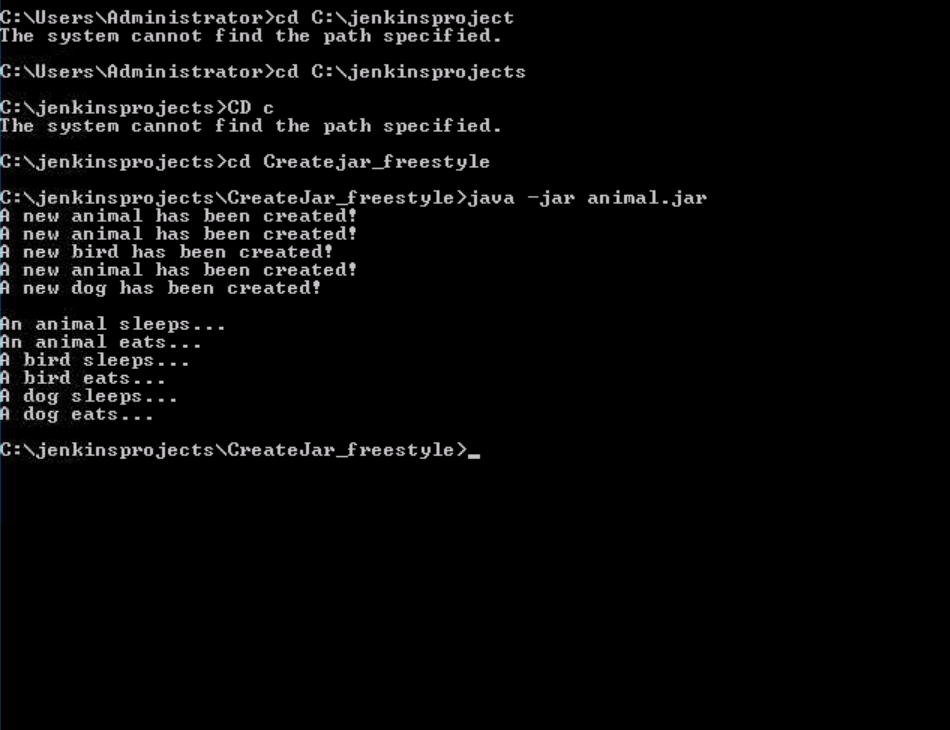 C:\Users\Administrator>cd C:\jenkinsproject
The system cannot find the path specified.
C:\Users\Administrator>cd C:\jenkinsprojects
C:\jenkinsprojects>CD c
The system cannot find the path specified.
C:\jenkinsprojects>cd Createjar_freestyle
C:\jenkinsprojects\CreateJar_freestyle>java -jar animal.jar
A new animal has been created!
A new animal has been created!
A new bird has been created!
A new animal has been created!
A new dog has been created!
An animal sleeps...
An animal eats...
A bird sleeps...
A bird eats...
A dog sleeps...
A dog eats...
C:\jenkinsprojects\CreateJar_freestyle>_